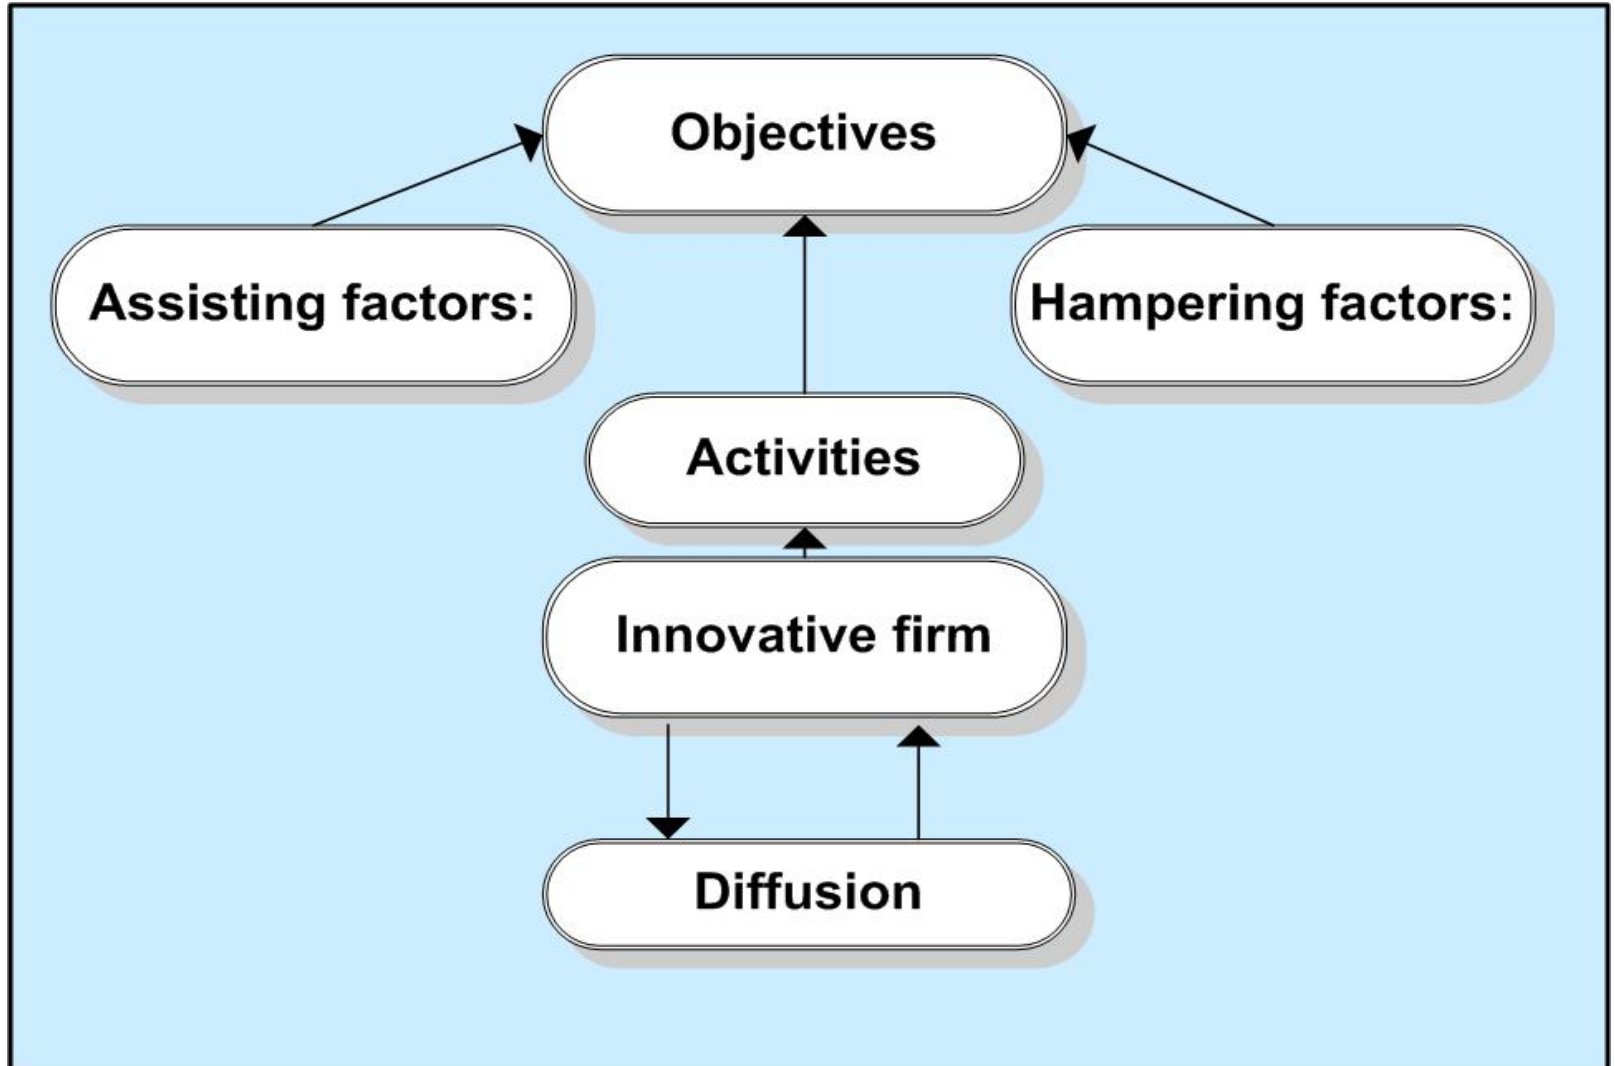 Objectives
Assisting factors:
Hampering factors:
Activities
Innovative firm
Diffusion